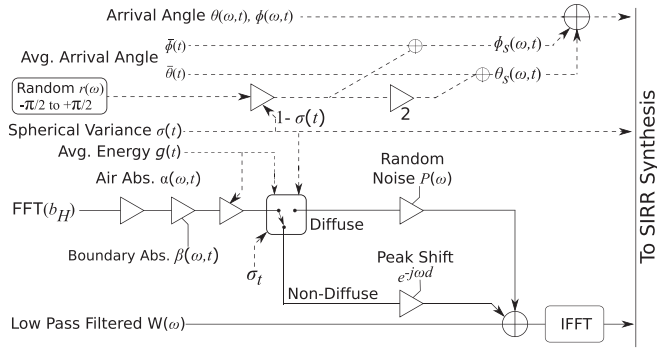 Arrival Angle θ(ω,t), ϕ(ω,t)
Avg. Arrival Angle
ϕ̄(t)
θ̄(t)
ϕs(ω,t)
θs(ω,t)
Random r(ω)
-π/2 to +π/2
2
1- σ(t)
Spherical Variance σ(t)
Avg. Energy g(t)
Air Abs. α(ω,t)
Random
Noise P(ω)
FFT(bH)
Diffuse
Boundary Abs. β(ω,t)
σt
Peak Shift
e-jωd
Non-Diffuse
Low Pass Filtered W(ω)
IFFT
To SIRR Synthesis